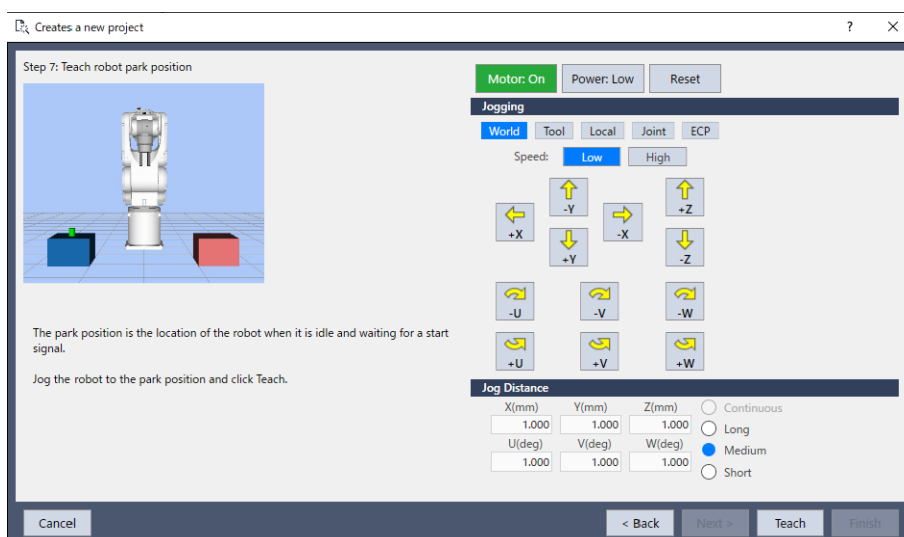 Creates a new project
?
Step 7: Teach robot park position
Motor: On
Power: Low
Reset
Jogging
World
Tool
Local
Joint
ECP
Speed:
Low
High
-Y
+Z
+X
-X
+Y
-Z
-U
-V
-W
+U
+V
+W
The park position is the location of the robot when it is idle and waiting for a start
signal.
Jog the robot to the park position and click Teach.
Jog Distance
X(mm)
Y(mm)
Z(mm)
Continuous
1.000
1.000
1.000
Long
U(deg)
V(deg)
W(deg)
Medium
1.000
1.000
1.000
Short
Cancel
< Back
Next >
Teach
Finish